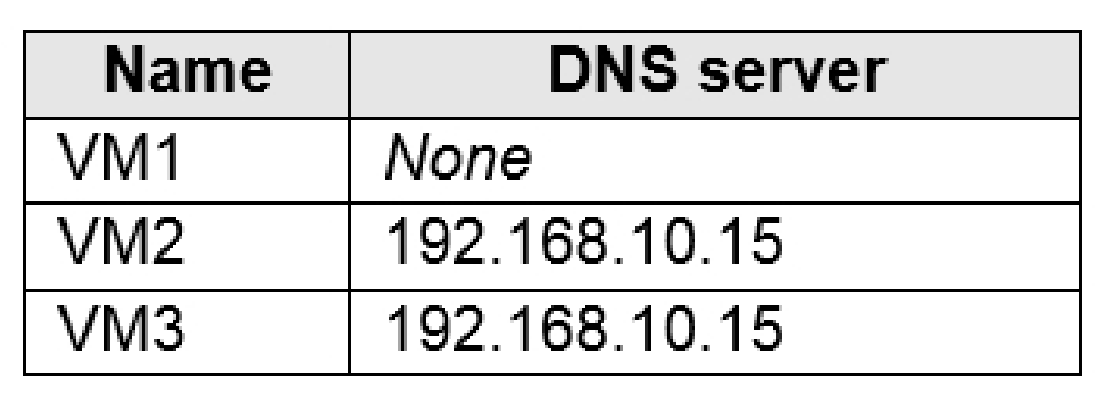 Name DNS server
VM1 None
VM2 192.168.10.15
VM3 192.168.10.15